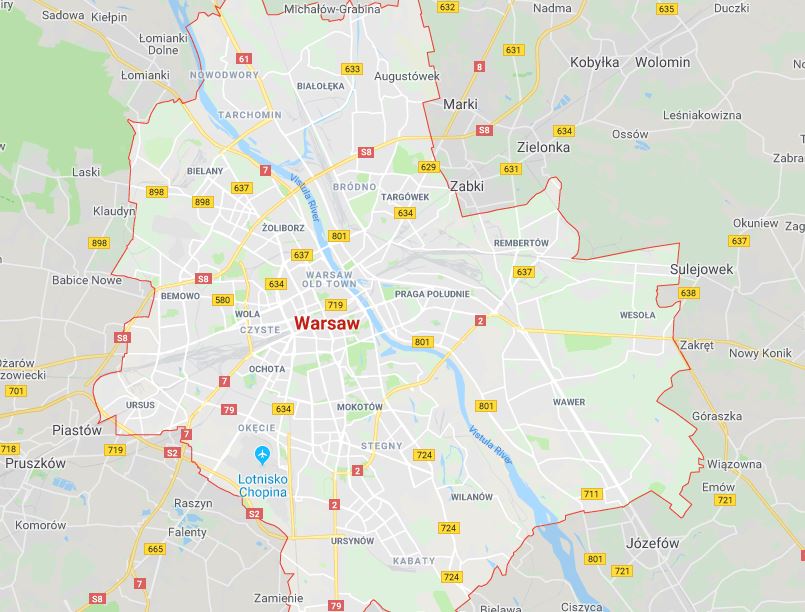 Michałów-Grabina
632
635
Duczki
Sadowa
Kiełpin
Nadma
Łomianki
Dolne
631
Kobyłka
Wolomin
61
633
8
NOWODWORY
Łomianki
BIAŁOŁĘKA
Augustówek
Marki
TARCHOMIN
Leśniakowizna
S8
634
Ossów
Zielonka
S8
7
629
631
Laski
BIELANY
637
BRÓDNO
Ząbki
898
898
TARGÓWEK
634
Vistula River
Klaudyn
ŻOLIBORZ
801
Okuniew
637
898
637
REMBERTÓW
637
Sulejowek
Babice Nowe
S8
634
WARSAW
OLD TOWN
638
BEMOWO
580
719
PRAGA POŁUDNIE
WOLA
Warsaw
2
WESOŁA
CZYSTE
S8
801
Zakręt
Nowy Konik
OCHOTA
7
701
URSUS
79
634
MOKOTÓW
801
WAWER
Góraszka
Piastów
7
OKĘCIE
Vistula River
718
719
S2
STEGNY
724
Pruszków
2
Wiązowna
Lotnisko
Chopina
Emów
721
WILANÓW
711
Raszyn
2
S2
Komorów
Falenty
724
665
URSYNÓW
Józefów
KABATY
801
721
7
724
S8
Zamienie
79
Bielawa
Ciszyca